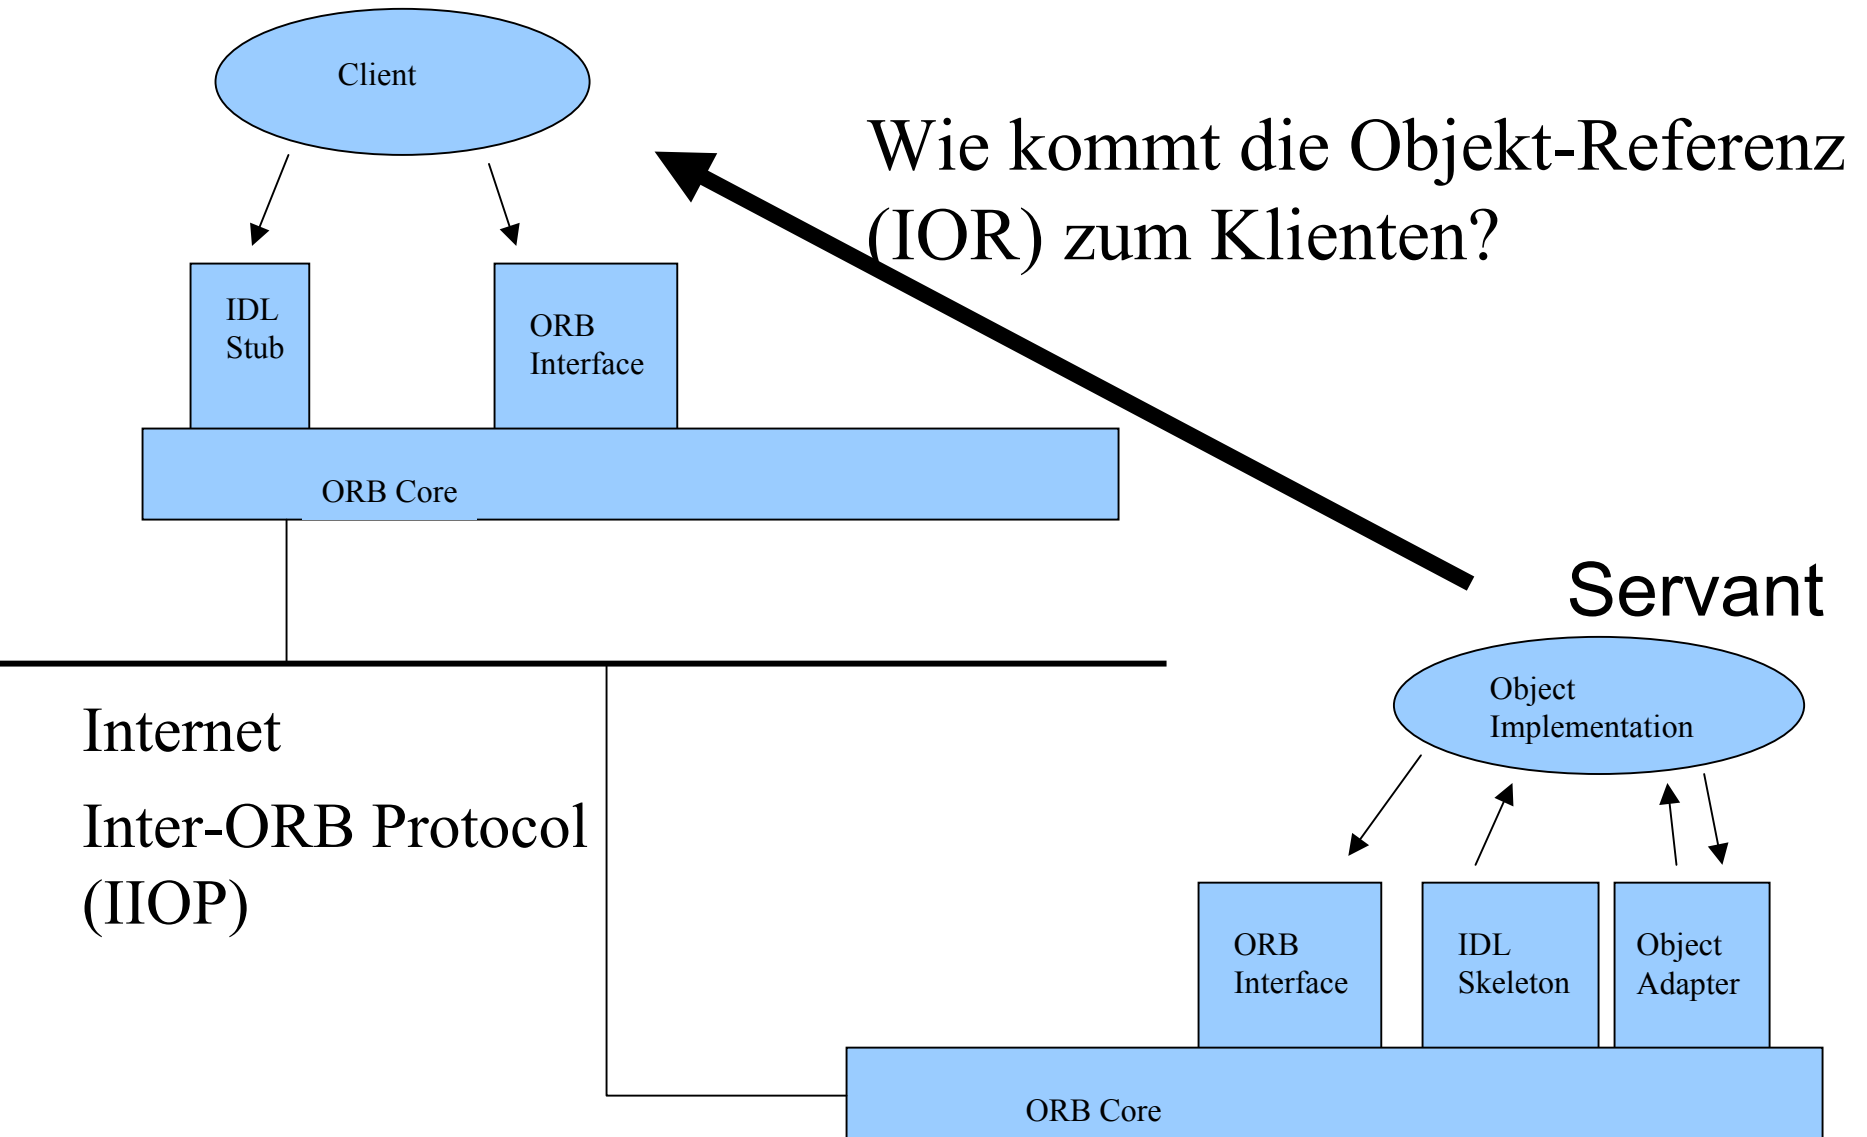 Client
Wie kommt die Objekt-Referenz
(IOR) zum Klienten?
IDL
Stub
ORB
Interface
ORB Core
Servant
Object
Implementation
Internet
Inter-ORB Protocol
(IIOP)
ORB
Interface
IDL
Skeleton
Object
Adapter
ORB Core